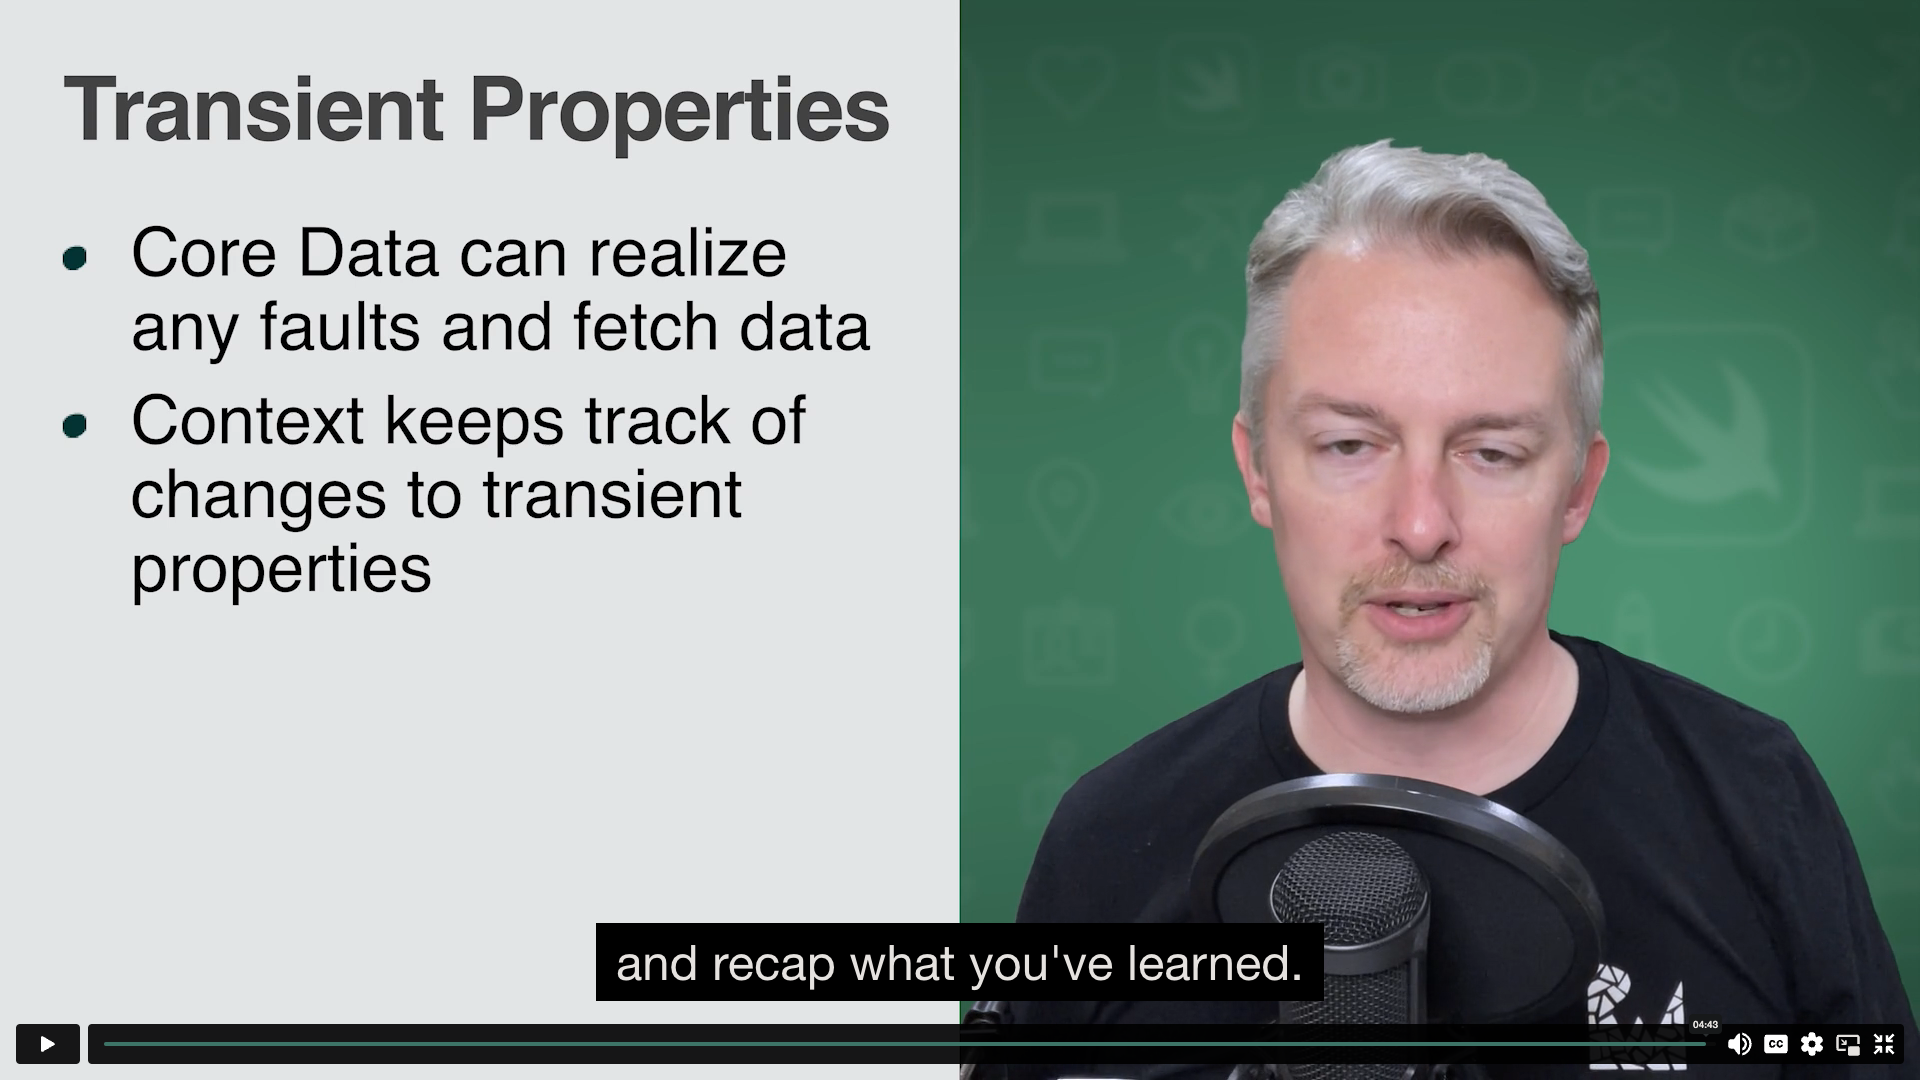 Transient Properties
Core Data can realize
any faults and fetch data
Context keeps track of
changes to transient
properties
and recap what you've learned.
04:43
CC